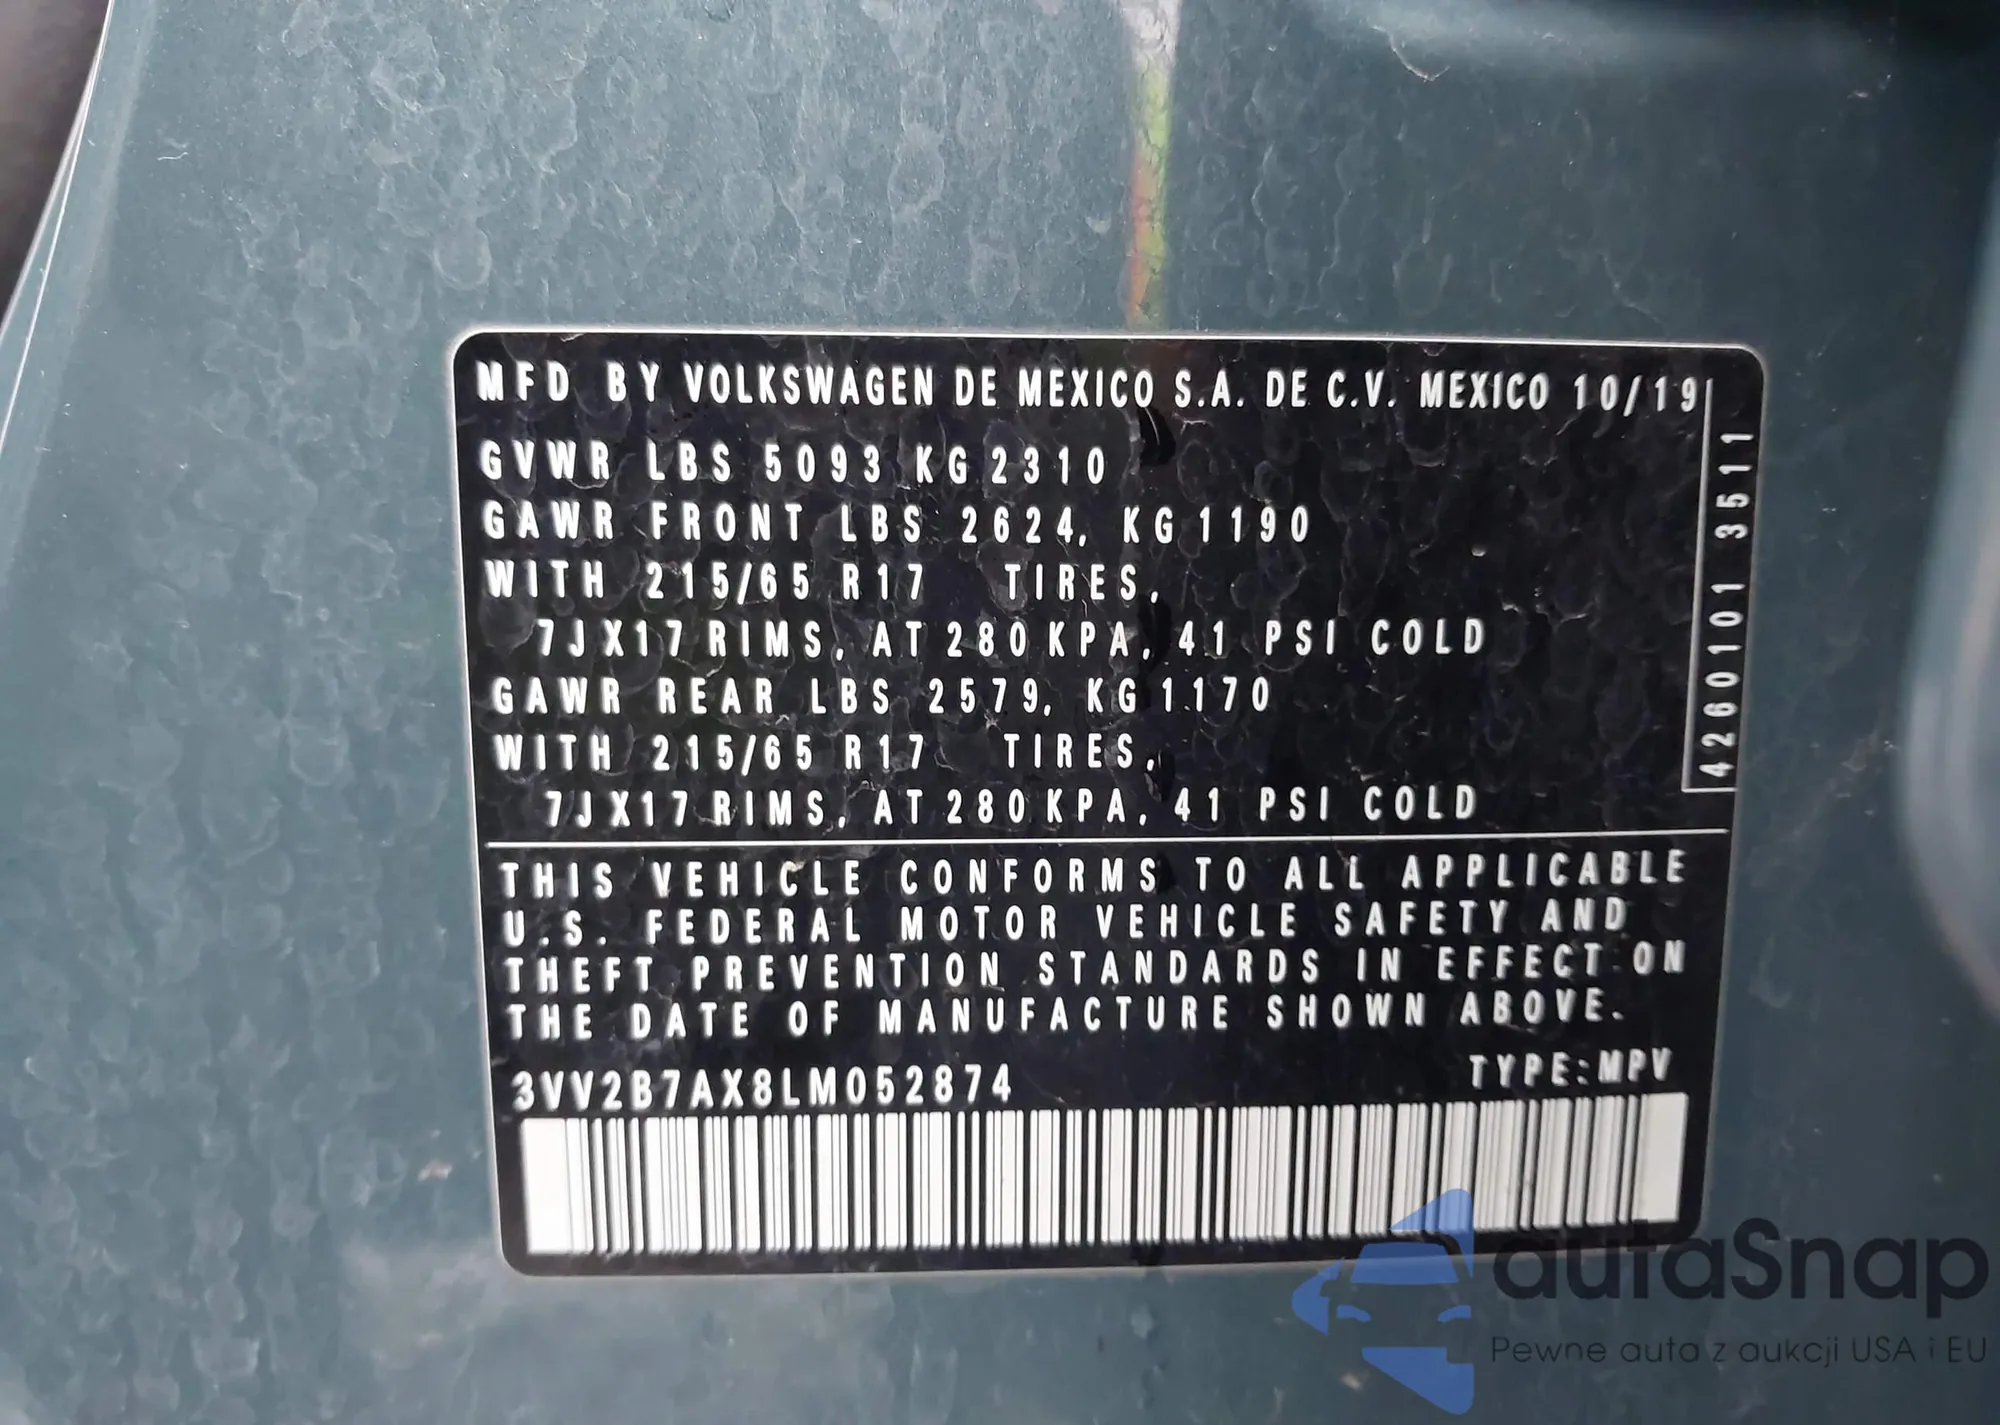 MFD BY VOLKSWAGEN DE MEXICO S.A. DE C.V. MEXICO 10/19
GVWR LBS 5093 KG 2310
GAWR FRONT LBS 2624, KG 1190
WITH 215/65 R17 TIRES,
7JX17 RIMS, AT 280 KPA, 41 PSI COLD
GAWR REAR LBS 2579, KG 1170
WITH 215/65 R17 TIRES,
7JX17 RIMS, AT 280 KPA, 41 PSI COLD
4260101 3511
THIS VEHICLE CONFORMS TO ALL APPLICABLE
U.S. FEDERAL MOTOR VEHICLE SAFETY AND
THEFT PREVENTION STANDARDS IN EFFECT ON
THE DATE OF MANUFACTURE SHOWN ABOVE.
3VV2B7AX8LM052874 TYPE:MPV
autaSnap
Pewne auta z aukcji USA i EU